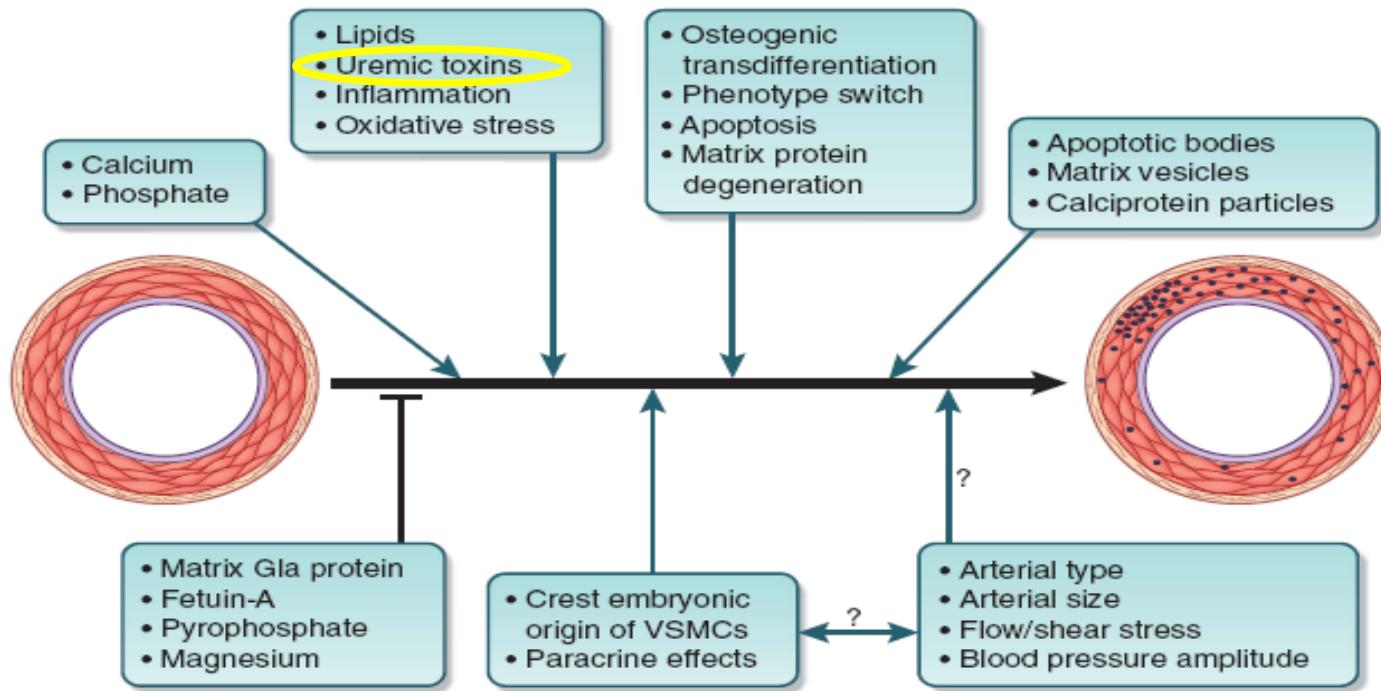 • Lipids
• Uremic toxins
• Inflammation
• Oxidative stress
• Osteogenic
transdifferentiation
• Phenotype switch
• Apoptosis
• Matrix protein
degeneration
• Calcium
• Phosphate
• Apoptotic bodies
• Matrix vesicles
• Calciprotein particles
?
• Matrix Gla protein
• Fetuin-A
• Pyrophosphate
• Magnesium
• Crest embryonic
origin of VSMCs
• Paracrine effects
?
• Arterial type
• Arterial size
• Flow/shear stress
• Blood pressure amplitude